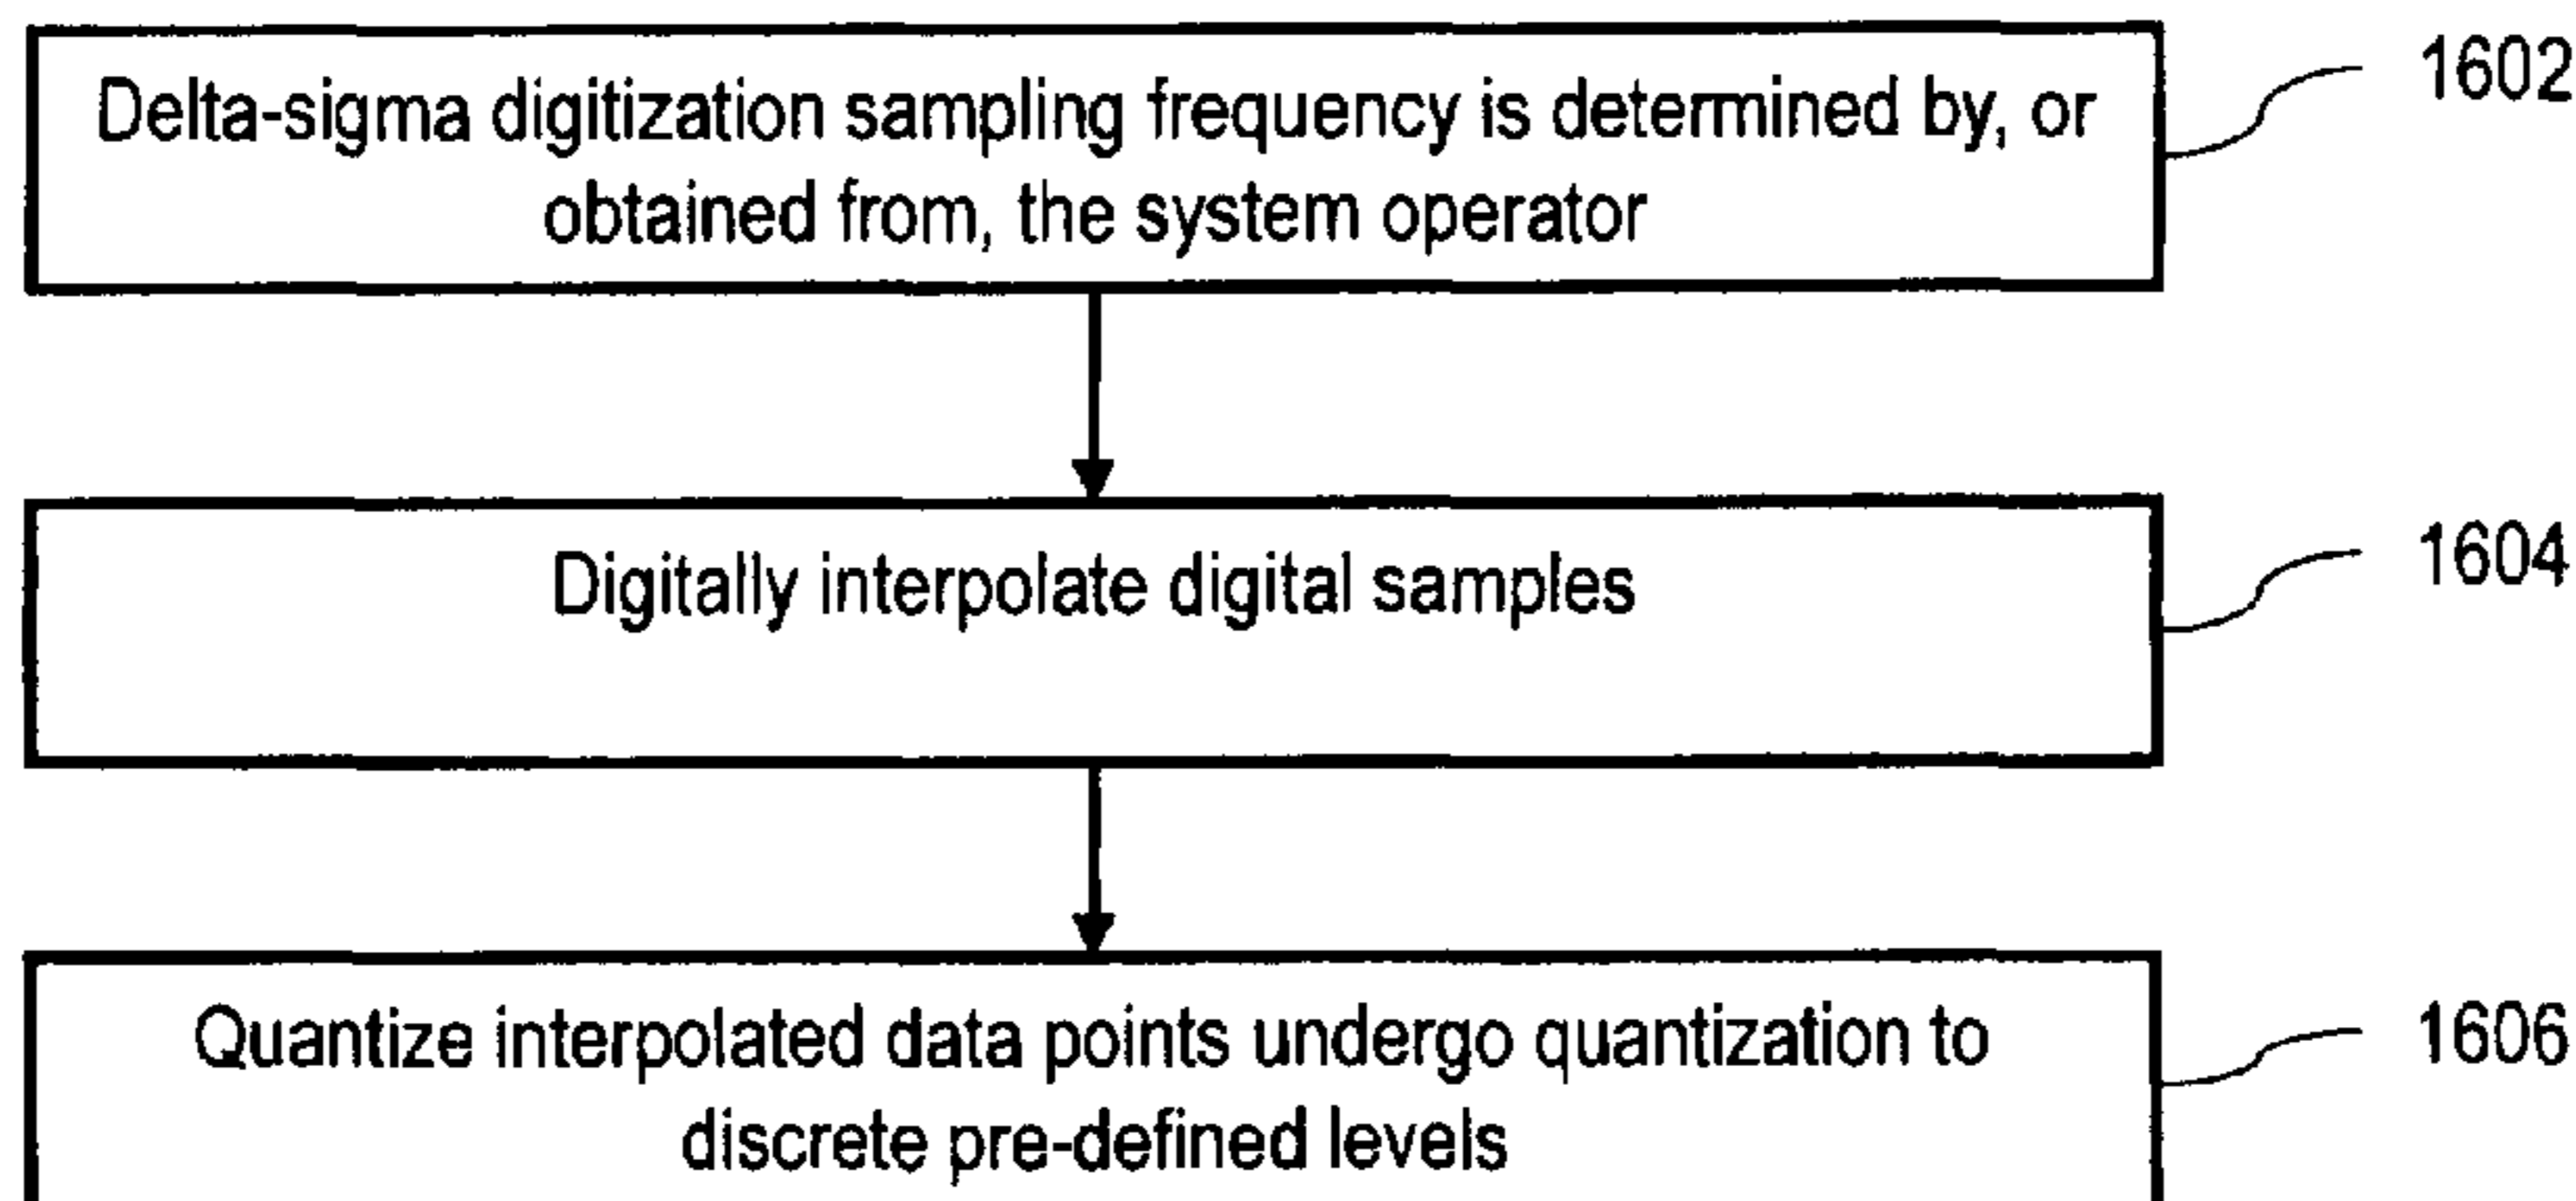 Delta-sigma digitization sampling frequency is determined by, or
obtained from, the system operator
1602
Digitally interpolate digital samples
1604
Quantize interpolated data points undergo quantization to
discrete pre-defined levels
1606